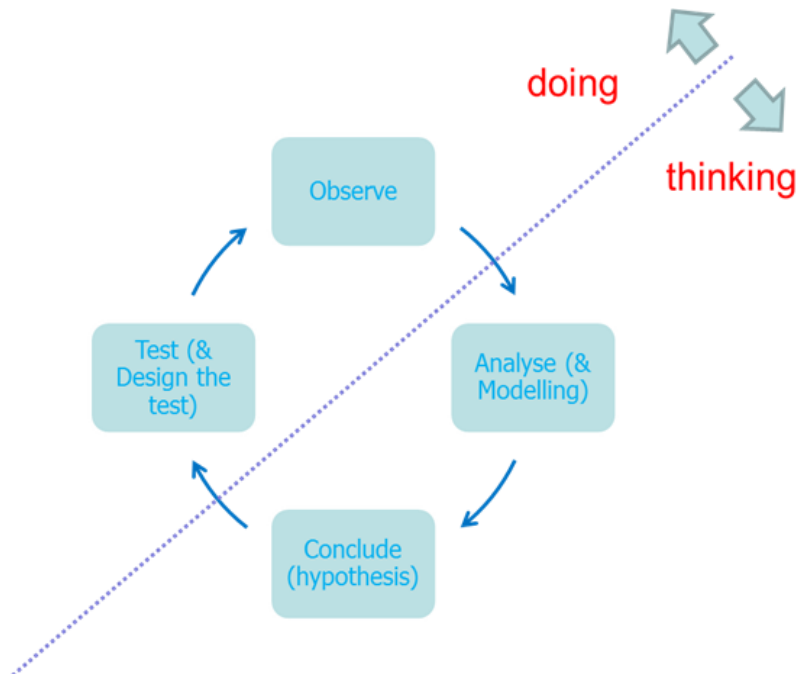 doing
thinking
Observe
Test (&
Design the
test)
Analyse (&
Modelling)
Conclude
(hypothesis)